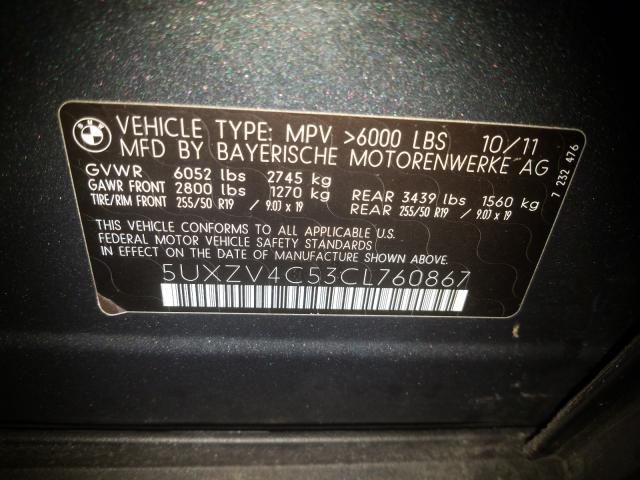 BMW
VEHICLE TYPE: MPV >6000 LBS 10/11
MFD BY BAYERISCHE MOTORENWERKE AG
GVWR 6052 lbs 2745 kg
GAWR FRONT 2800 lbs 1270 kg REAR 3439 lbs 1560 kg
TIRE/RIM FRONT 255/50 R19 / 9.0J x 19 REAR 255/50 R19 / 9.0J x 19
THIS VEHICLE CONFORMS TO ALL APPLICABLE U.S.
FEDERAL MOTOR VEHICLE SAFETY STANDARDS
IN EFFECT ON THE DATE OF MANUFACTURE SHOWN ABOVE.
5UXZV4C53CL760867
7 232 476